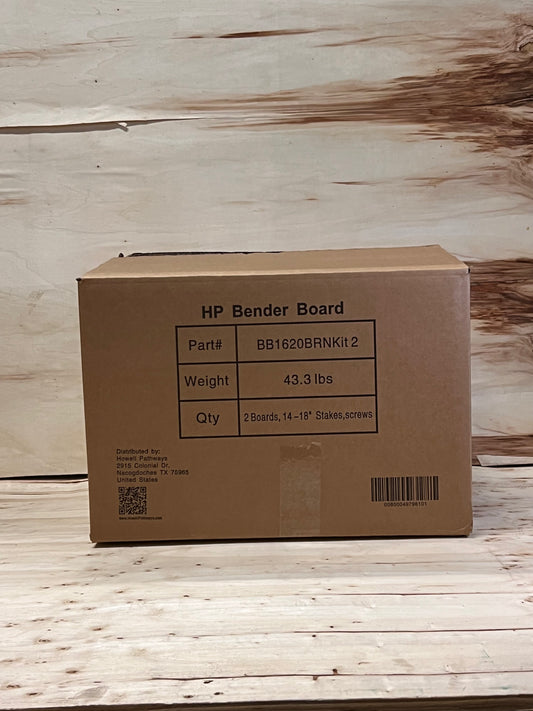 HP Bender Board
Part# BB1620BRNKit 2
Weight 43.3 lbs
Qty 2 Boards, 14 -18" Stakes,screws
Distributed by:
Howell Pathways
2915 Colonial Dr.
Nacogdoches TX 75965
United States